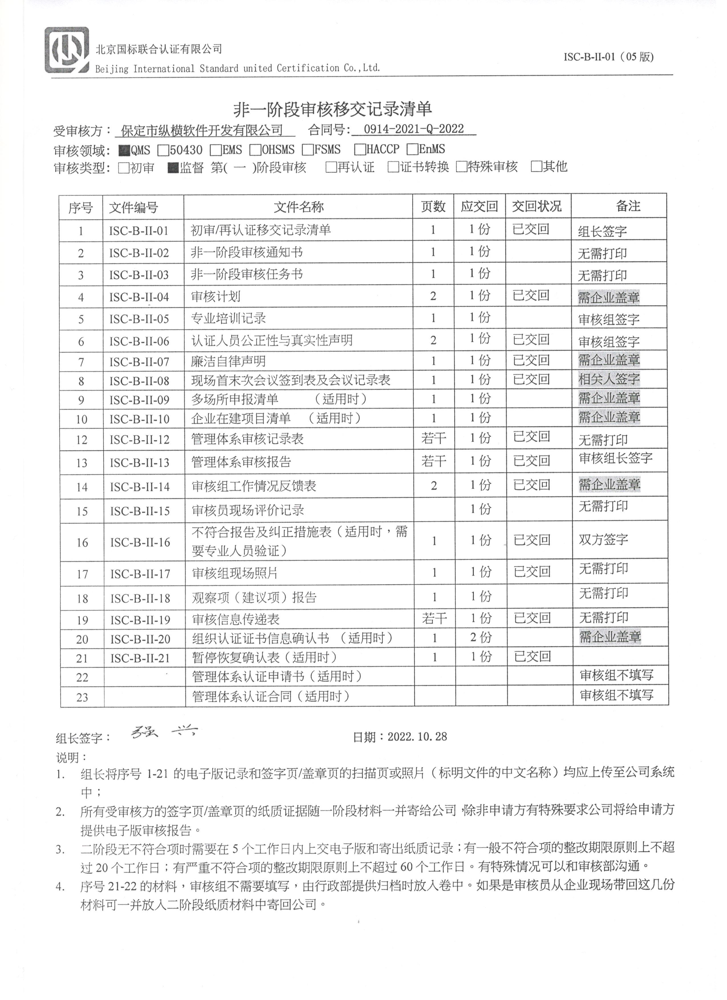 北京国标联合认证有限公司
Beijing International Standard united Certification Co.,Ltd.
ISC-B-II-01（05 版)
非一阶段审核移交记录清单
受审核方： 保定市纵横软件开发有限公司 合同号: 0914-2021-Q-2022
审核领域: ■QMS □50430 □EMS □OHSMS □FSMS □HACCP □EnMS
审核类型: □初审 ■监督 第( 一 )阶段审核 □再认证 □证书转换 □特殊审核 □其他
序号 文件编号 文件名称 页数 应交回 交回状况 备注
1 ISC-B-II-01 初审/再认证移交记录清单 1 1 份 已交回 组长签字
2 ISC-B-II-02 非一阶段审核通知书 1 1 份 无需打印
3 ISC-B-II-03 非一阶段审核任务书 1 1 份 无需打印
4 ISC-B-II-04 审核计划 2 1 份 已交回 需企业盖章
5 ISC-B-II-05 专业培训记录 1 1 份 审核组签字
6 ISC-B-II-06 认证人员公正性与真实性声明 2 1 份 已交回 审核组签字
7 ISC-B-II-07 廉洁自律声明 1 1 份 已交回 需企业盖章
8 ISC-B-II-08 现场首末次会议签到表及会议记录表 1 1 份 已交回 相关人签字
9 ISC-B-II-09 多场所申报清单 （适用时） 1 1 份 需企业盖章
10 ISC-B-II-10 企业在建项目清单 （适用时） 1 1 份 需企业盖章
12 ISC-B-II-12 管理体系审核记录表 若干 1 份 已交回 无需打印
13 ISC-B-II-13 管理体系审核报告 若干 1 份 已交回 审核组长签字
14 ISC-B-II-14 审核组工作情况反馈表 2 1 份 已交回 需企业盖章
15 ISC-B-II-15 审核员现场评价记录 1 份 无需打印
16 ISC-B-II-16 不符合报告及纠正措施表（适用时，需
要专业人员验证） 1 1 份 已交回 双方签字
17 ISC-B-II-17 审核组现场照片 1 1 份 已交回 无需打印
18 ISC-B-II-18 观察项（建议项）报告 1 1 份 无需打印
19 ISC-B-II-19 审核信息传递表 若干 1 份 已交回 无需打印
20 ISC-B-II-20 组织认证证书信息确认书 （适用时） 1 2 份 需企业盖章
21 ISC-B-II-21 暂停恢复确认表（适用时） 1 1 份 已交回
22 管理体系认证申请书（适用时） 审核组不填写
23 管理体系认证合同（适用时） 审核组不填写
组长签字： 强 兴 日期：2022.10.28
说明：
1. 组长将序号 1-21 的电子版记录和签字页/盖章页的扫描页或照片（标明文件的中文名称）均应上传至公司系统
中；
2. 所有受审核方的签字页/盖章页的纸质证据随一阶段材料一并寄给公司，除非申请方有特殊要求公司将给申请方
提供电子版审核报告。
3. 二阶段无不符合项时需要在 5 个工作日内上交电子版和寄出纸质记录；有一般不符合项的整改期限原则上不超
过 20 个工作日；有严重不符合项的整改期限原则上不超过 60 个工作日。有特殊情况可以和审核部沟通。
4. 序号 21-22 的材料，审核组不需要填写，由行政部提供归档时放入卷中。如果是审核员从企业现场带回这几份
材料可一并放入二阶段纸质材料中寄回公司。